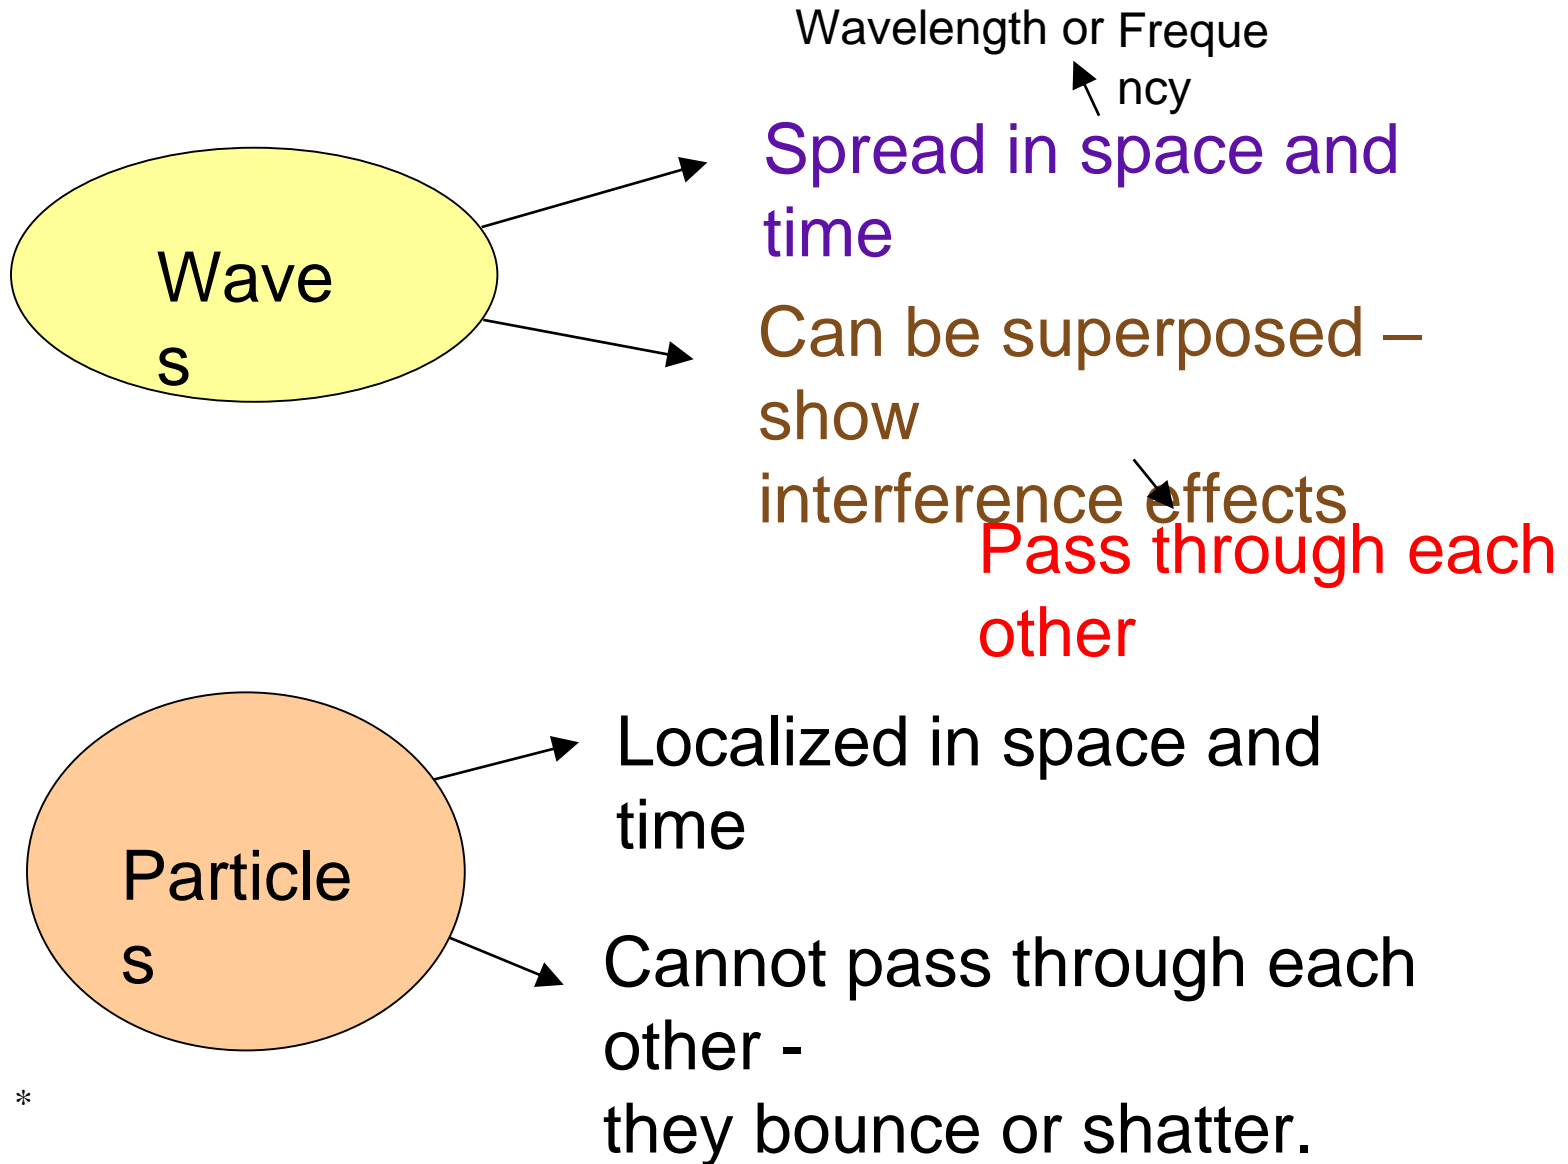 Wavelength or Freque
ncy
Spread in space and
time
Wave
s
Can be superposed –
show
interference effects
Pass through each
other
Localized in space and
time
Particle
s
Cannot pass through each
other -
they bounce or shatter.
*